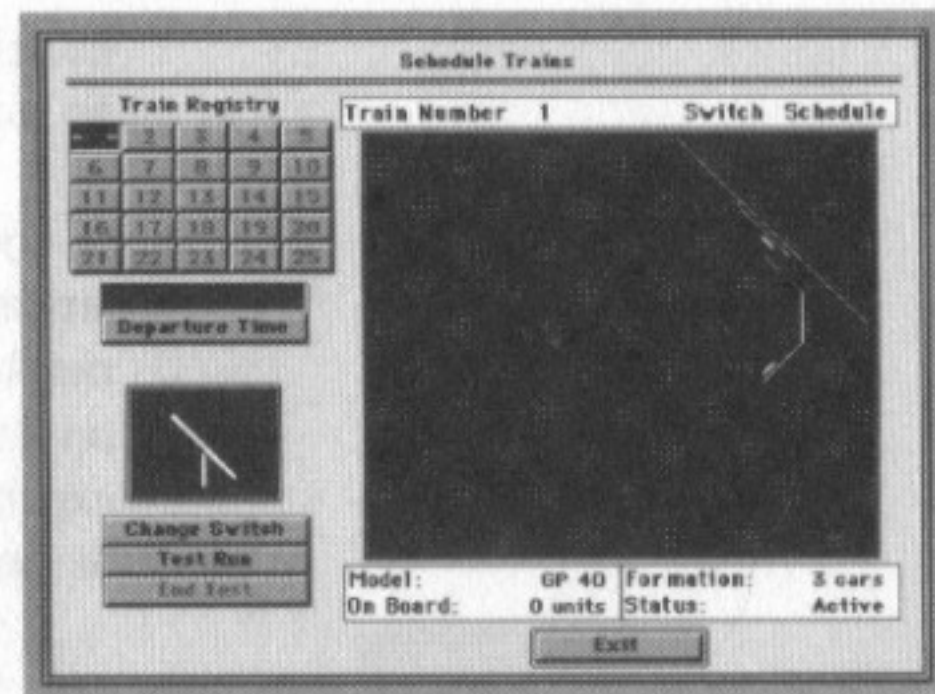 Schedule Trains
Train Registry
2 3 4 5
6 7 8 9 10
11 12 13 14 15
16 17 18 19 20
21 22 23 24 25
Departure Time
Change Switch
Test Run
End Test
Train Number 1 Switch Schedule
Model: GP 40 Formation: 3 cars
On Board: 0 units Status: Active
Exit